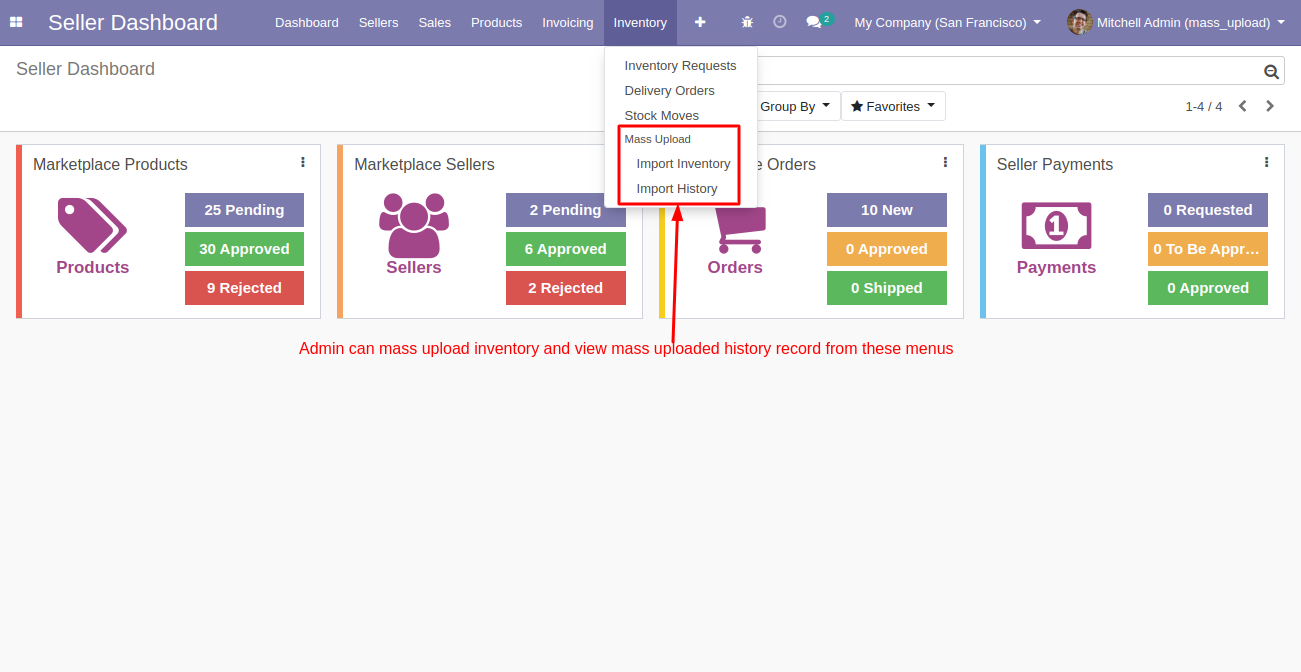 Seller Dashboard Dashboard Sellers Sales Products Invoicing Inventory 2 My Company (San Francisco) Mitchell Admin (mass_upload)
Seller Dashboard
Inventory Requests
Delivery Orders
Stock Moves
Mass Upload
Import Inventory
Import History
Group By Favorites 1-4 / 4
Marketplace Products
Products
25 Pending
30 Approved
9 Rejected
Marketplace Sellers
Sellers
2 Pending
6 Approved
2 Rejected
Orders
Orders
10 New
0 Approved
0 Shipped
Seller Payments
1
Payments
0 Requested
0 To Be Appr...
0 Approved
Admin can mass upload inventory and view mass uploaded history record from these menus